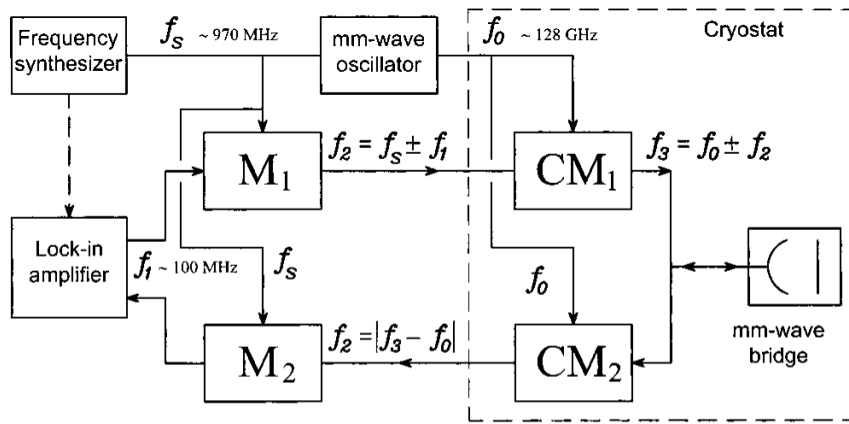 Frequency
synthesizer
f_s ~ 970 MHz
mm-wave
oscillator
f_0 ~ 128 GHz
Cryostat
M_1
f_2 = f_s ± f_1
CM_1
f_3 = f_0 ± f_2
Lock-in
amplifier
f_1 ~ 100 MHz
f_s
f_0
mm-wave
bridge
M_2
f_2 = |f_3 − f_0|
CM_2